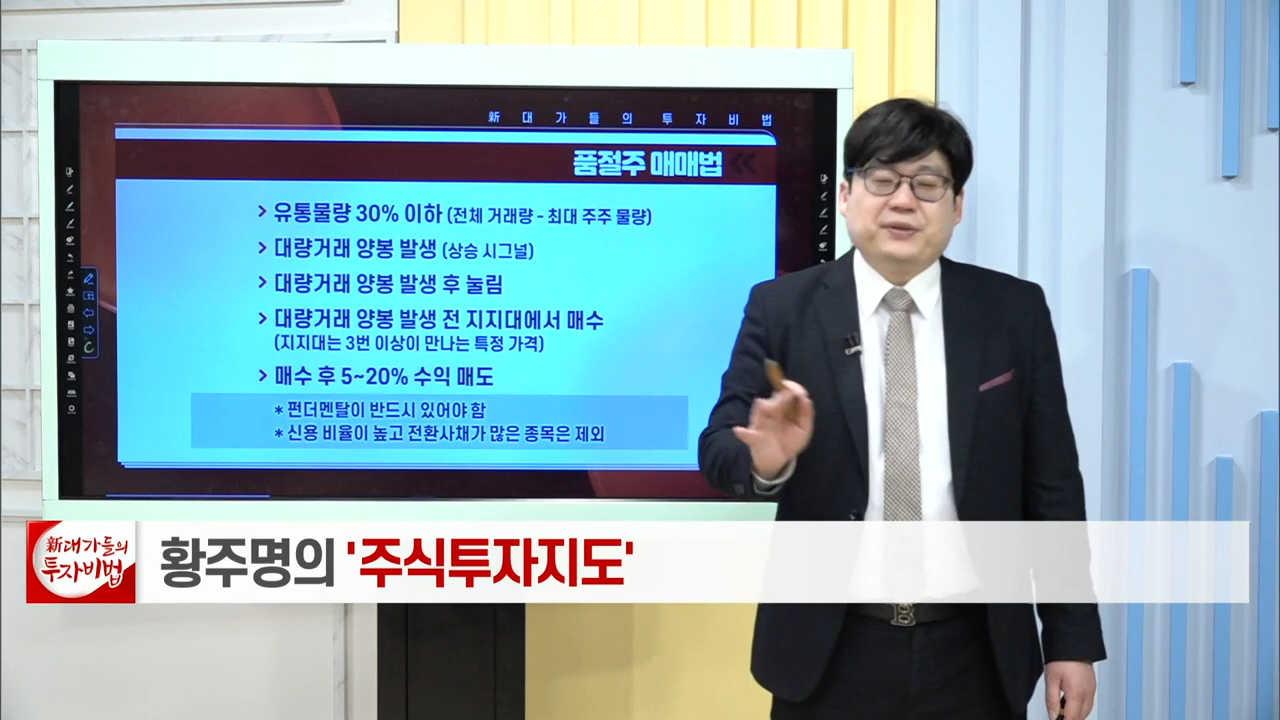 新대가들의투자비법
품절주 매매법
> 유통물량 30% 이하 (전체 거래량 - 최대 주주 물량)
> 대량거래 양봉 발생 (상승 시그널)
> 대량거래 양봉 발생 후 눌림
> 대량거래 양봉 발생 전 지지대에서 매수
(지지대는 3번 이상이 만나는 특정 가격)
> 매수 후 5~20% 수익 매도
* 펀더멘탈이 반드시 있어야 함
* 신용 비율이 높고 전환사채가 많은 종목은 제외
新대가들의
투자비법
황주명의 '주식투자지도'